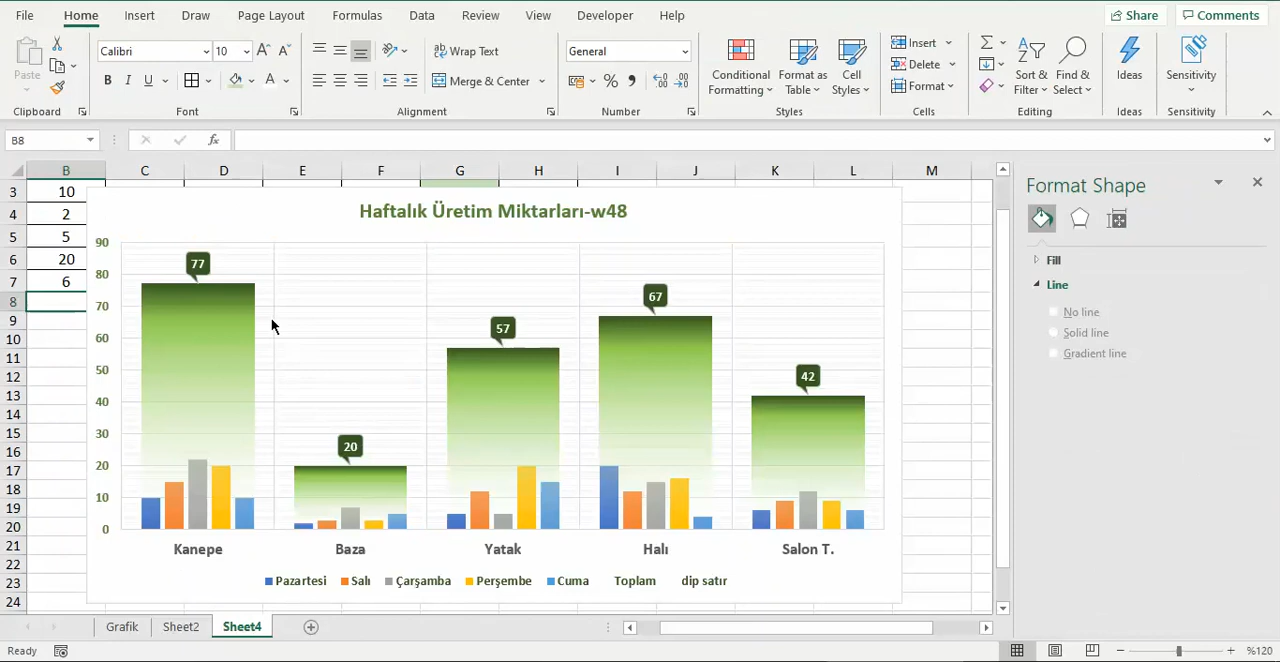 File Home Insert Draw Page Layout Formulas Data Review View Developer Help Share Comments
Calibri 10 A A Wrap Text General Insert
Paste Conditional Format as Cell Delete Sort & Find & Ideas Sensitivity
B I U A Merge & Center % Formatting Table Styles Format Filter Select
Clipboard Font Alignment Number Styles Cells Editing Ideas Sensitivity
B8 fx
B C D E F G H I J K L M
3 10
4 2
5 5
6 20
7 6
8
9
10
11
12
13
14
15
16
17
18
19
20
21
22
23
24
Haftalık Üretim Miktarları-w48
90
80
70
60
50
40
30
20
10
0
77
20
57
67
42
Kanepe Baza Yatak Halı Salon T.
Pazartesi Salı Çarşamba Perşembe Cuma Toplam dip satır
Format Shape
Fill
Line
No line
Solid line
Gradient line
Grafik Sheet2 Sheet4
Ready %120